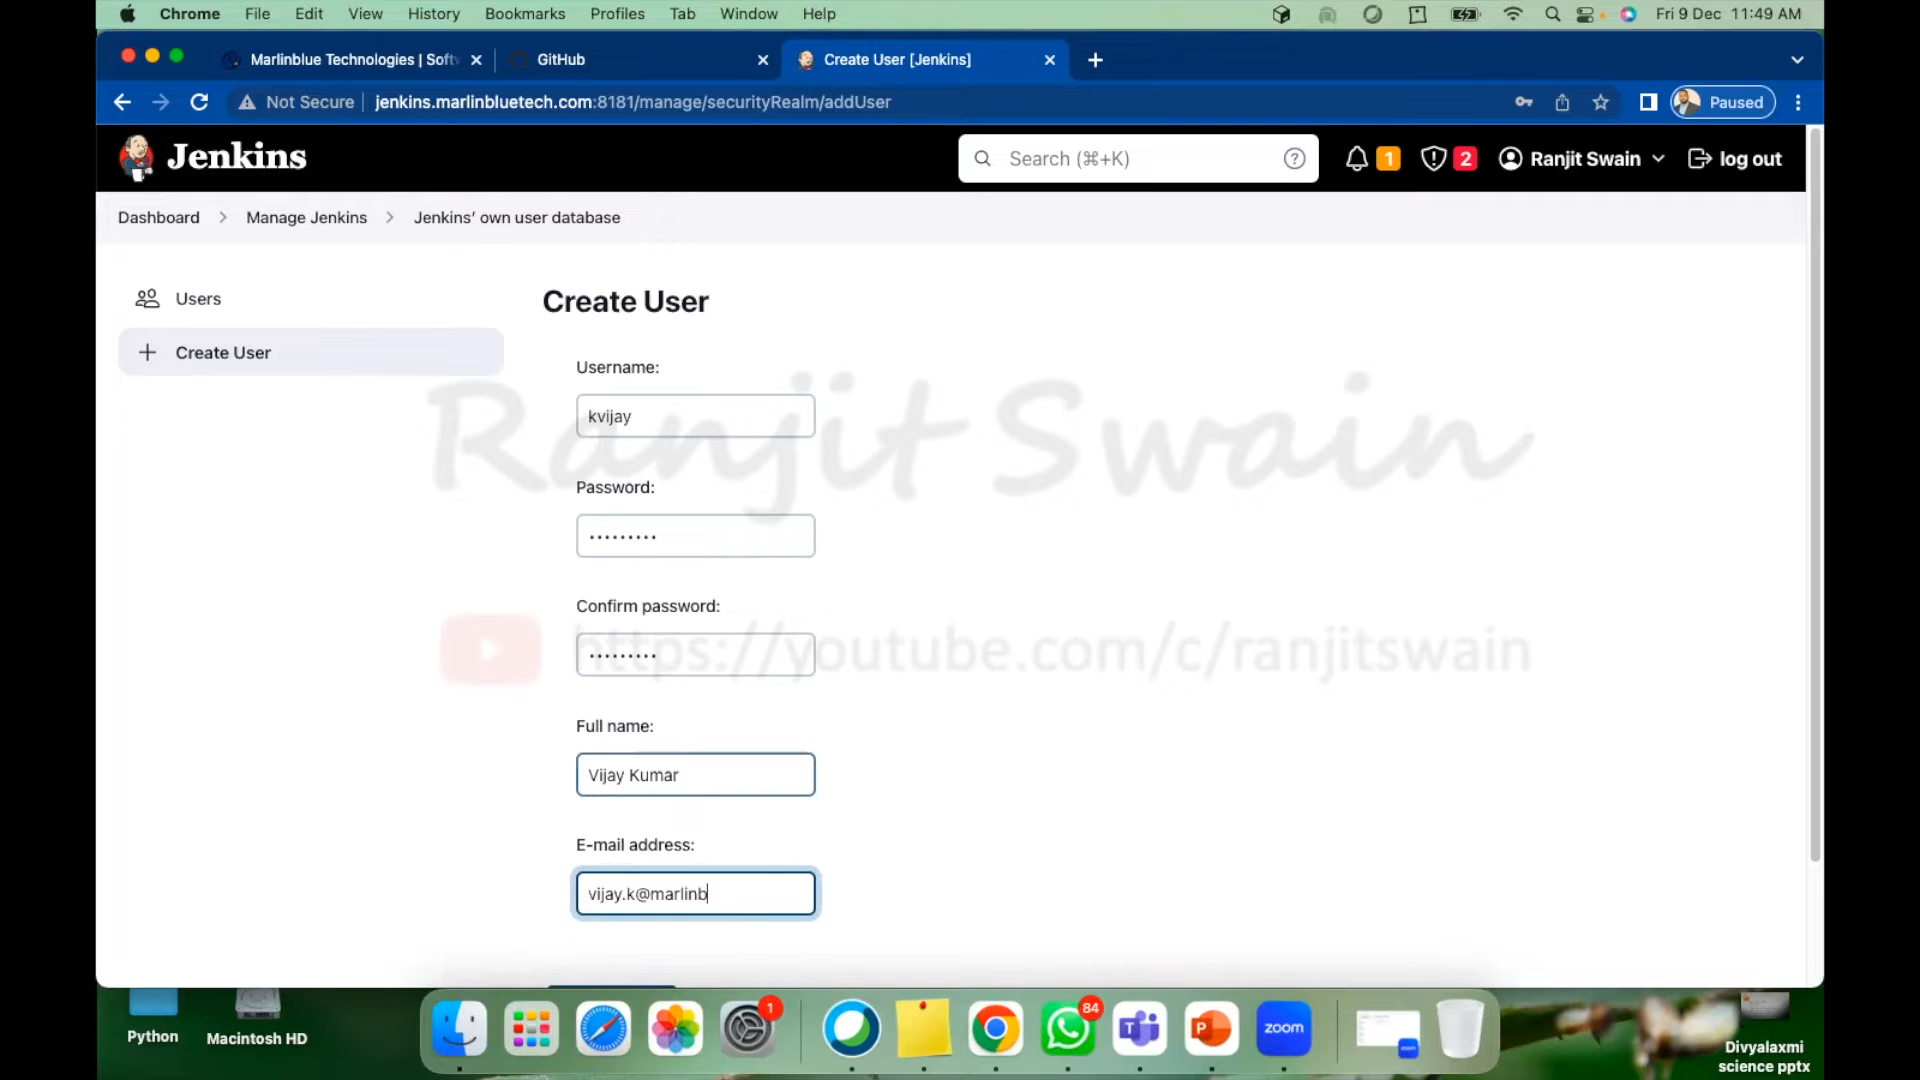 Chrome File Edit View History Bookmarks Profiles Tab Window Help Fri 9 Dec 11:49 AM
Marlinblue Technologies | Softw GitHub Create User [Jenkins]
Not Secure jenkins.marlinbluetech.com:8181/manage/securityRealm/addUser Paused
Jenkins Search (⌘+K) 1 2 Ranjit Swain log out
Dashboard Manage Jenkins Jenkins' own user database
Users
Create User
Create User
Username:
kvijay
Ranjit Swain
Password:
Confirm password:
https://youtube.com/c/ranjitswain
Full name:
Vijay Kumar
E-mail address:
vijay.k@marlinb
1 84 zoom
Python Macintosh HD
Divyalaxmi
science pptx